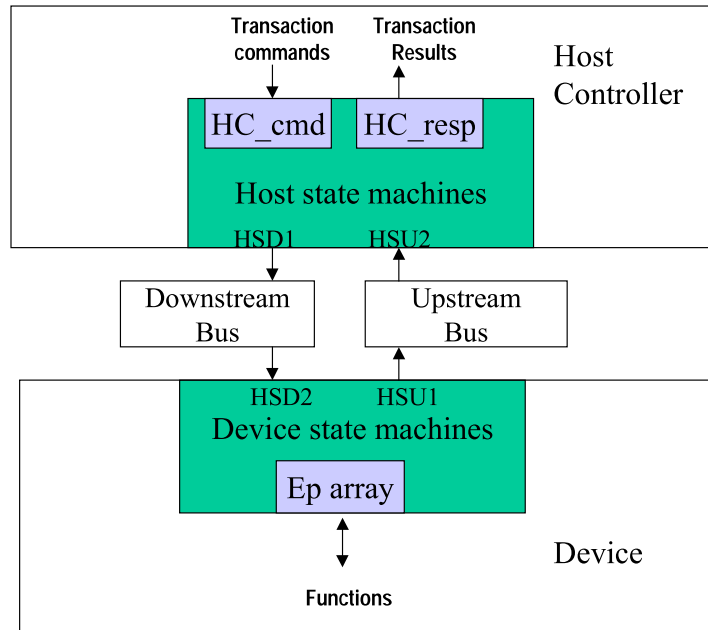 Transaction
commands
Transaction
Results
Host
Controller
HC_cmd
HC_resp
Host state machines
HSD1
HSU2
Downstream
Bus
Upstream
Bus
HSD2
HSU1
Device state machines
Ep array
Device
Functions